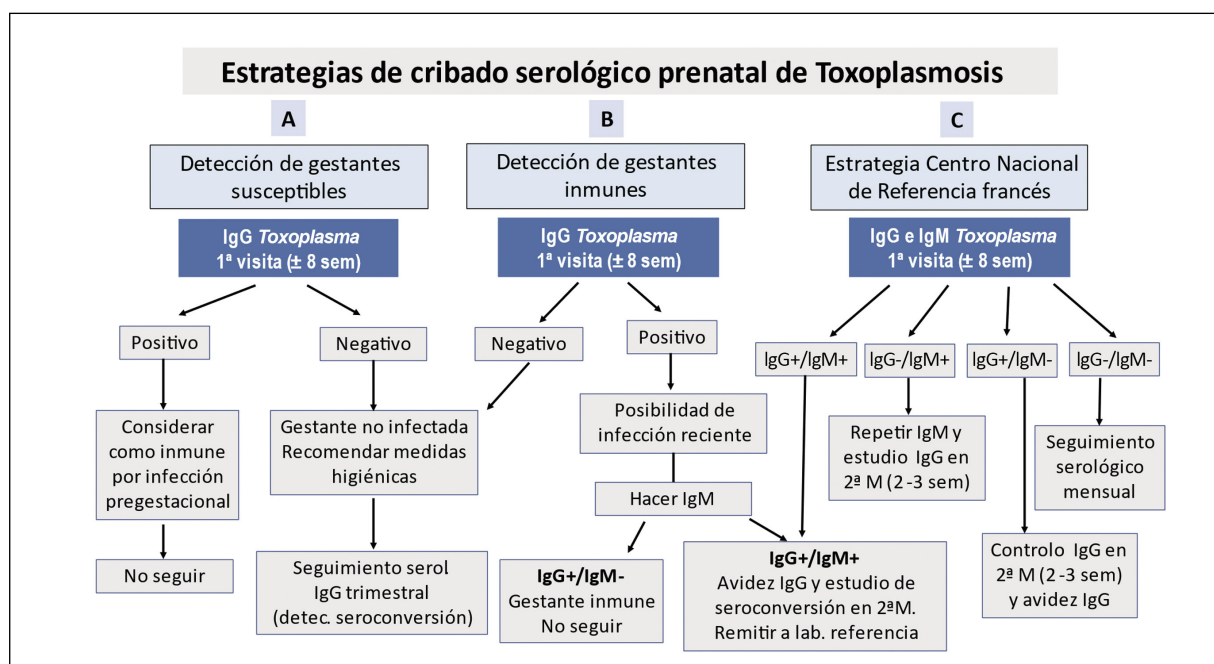 Estrategias de cribado serológico prenatal de Toxoplasmosis
A
Detección de gestantes
susceptibles
IgG Toxoplasma
1ª visita (± 8 sem)
Positivo
Considerar
como inmune
por infección
pregestacional
No seguir
Negativo
Gestante no infectada
Recomendar medidas
higiénicas
Seguimiento serol
IgG trimestral
(detec. seroconversión)
B
Detección de gestantes
inmunes
IgG Toxoplasma
1ª visita (± 8 sem)
Negativo
Positivo
Posibilidad de
infección reciente
Hacer IgM
IgG+/IgM-
Gestante inmune
No seguir
IgG+/IgM+
Avidez IgG y estudio de
seroconversión en 2ªM.
Remitir a lab. referencia
C
Estrategia Centro Nacional
de Referencia francés
IgG e IgM Toxoplasma
1ª visita (± 8 sem)
IgG+/IgM+
IgG-/IgM+
Repetir IgM y
estudio IgG en
2ª M (2 -3 sem)
IgG+/IgM-
Controlo IgG en
2ª M (2 -3 sem)
y avidez IgG
IgG-/IgM-
Seguimiento
serológico
mensual